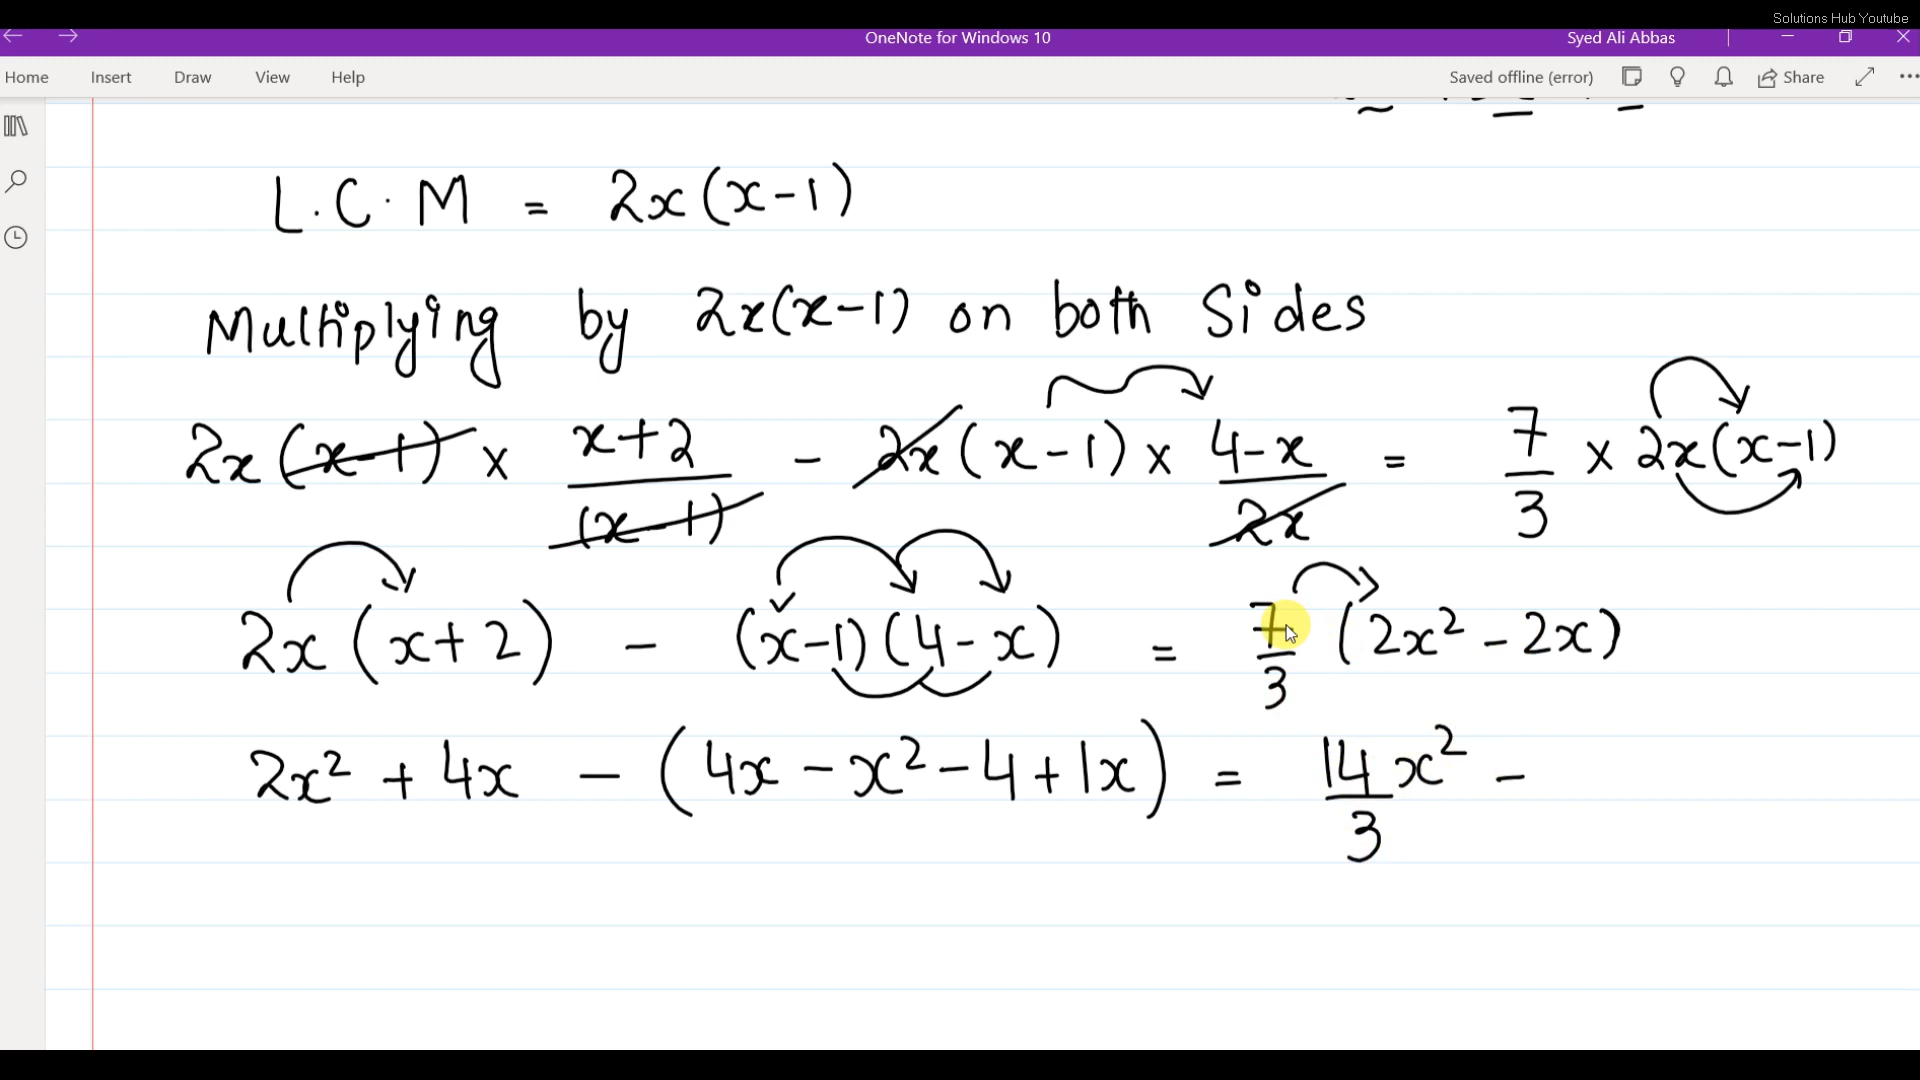 Solutions Hub Youtube
OneNote for Windows 10
Syed Ali Abbas
Home Insert Draw View Help
Saved offline (error) Share
L.C.M = 2x(x-1)
Multiplying by 2x(x-1) on both Sides
2x(x-1) × x+2/(x-1) - 2x(x-1) × 4-x/2x = 7/3 × 2x(x-1)
2x(x+2) - (x-1)(4-x) = 7/3 (2x² - 2x)
2x² + 4x - (4x - x² - 4 + 1x) = 14/3 x² -